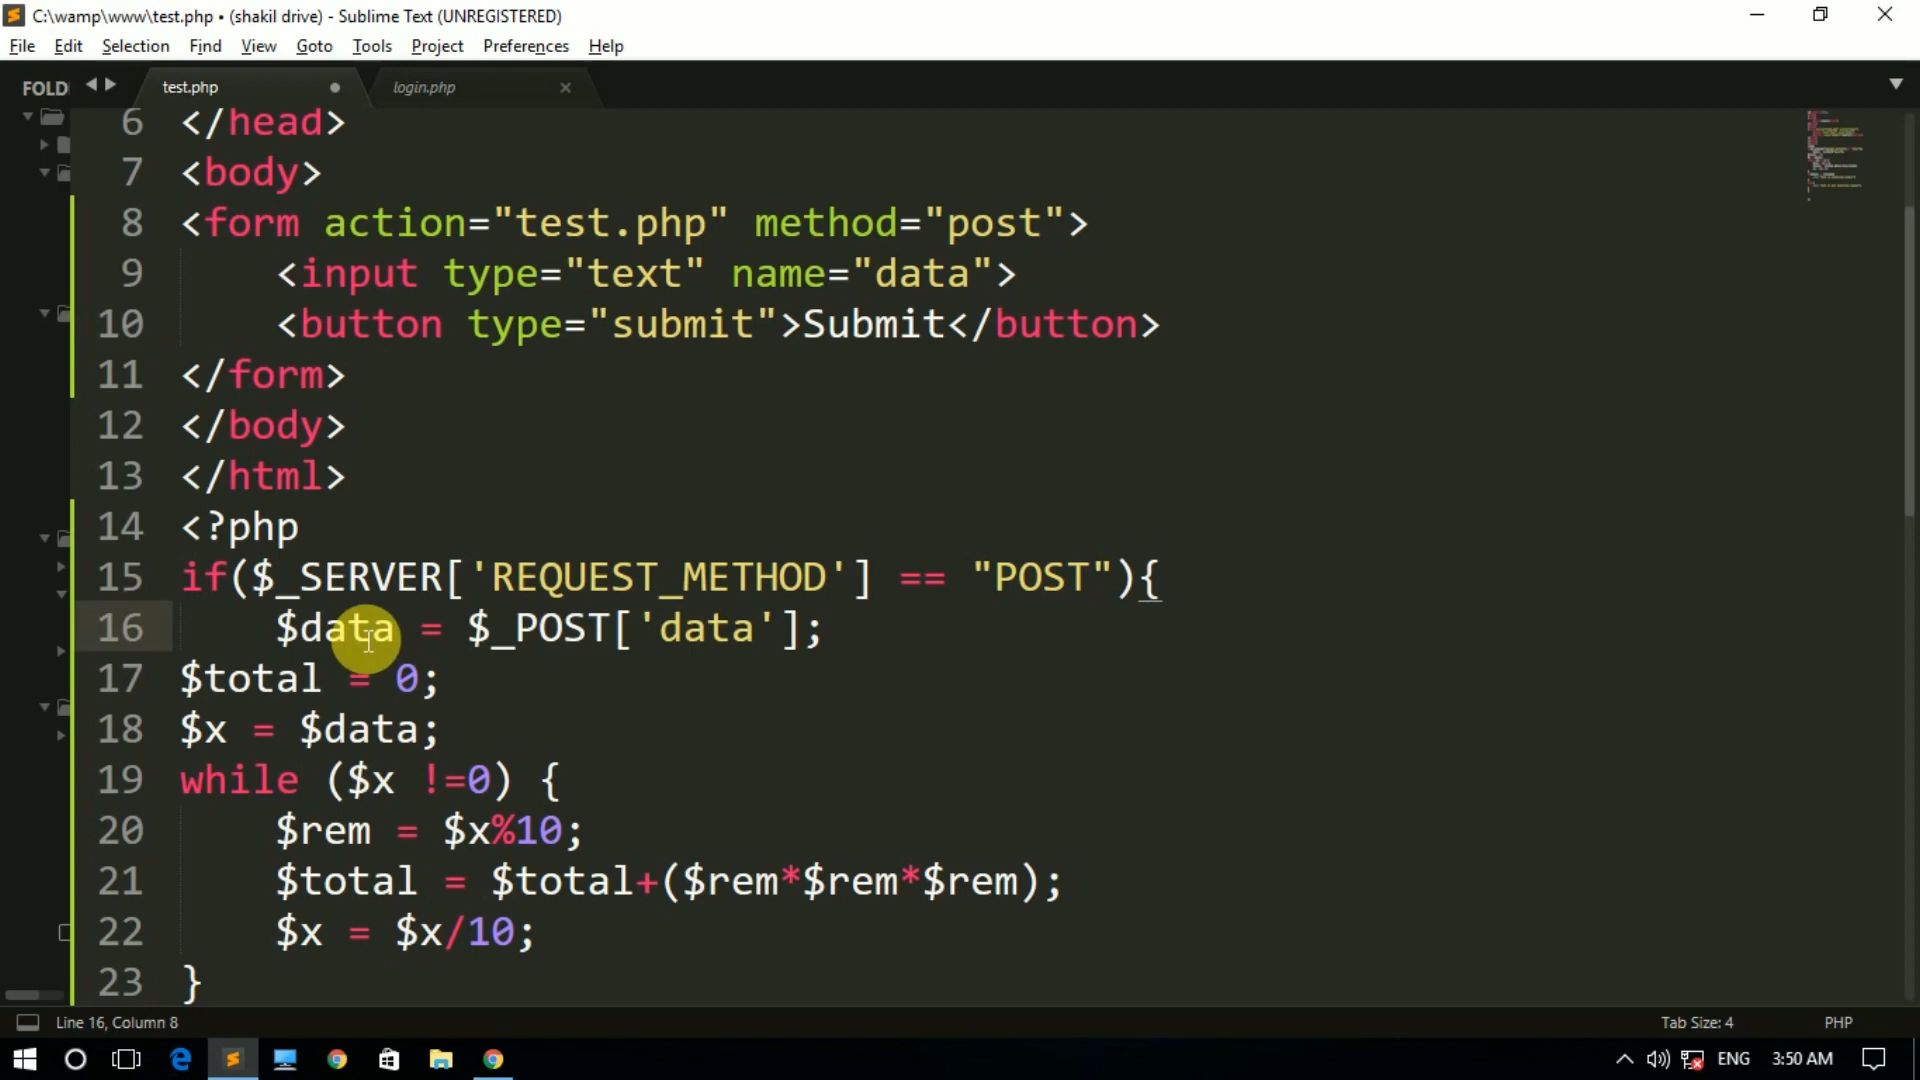 C:\wamp\www\test.php • (shakil drive) - Sublime Text (UNREGISTERED)
File Edit Selection Find View Goto Tools Project Preferences Help
FOLD
test.php
login.php
6 </head>
7 <body>
8 <form action="test.php" method="post">
9 <input type="text" name="data">
10 <button type="submit">Submit</button>
11 </form>
12 </body>
13 </html>
14 <?php
15 if($_SERVER['REQUEST_METHOD'] == "POST"){
16 $data = $_POST['data'];
17 $total = 0;
18 $x = $data;
19 while ($x !=0) {
20 $rem = $x%10;
21 $total = $total+($rem*$rem*$rem);
22 $x = $x/10;
23 }
Line 16, Column 8
Tab Size: 4
PHP
ENG
3:50 AM